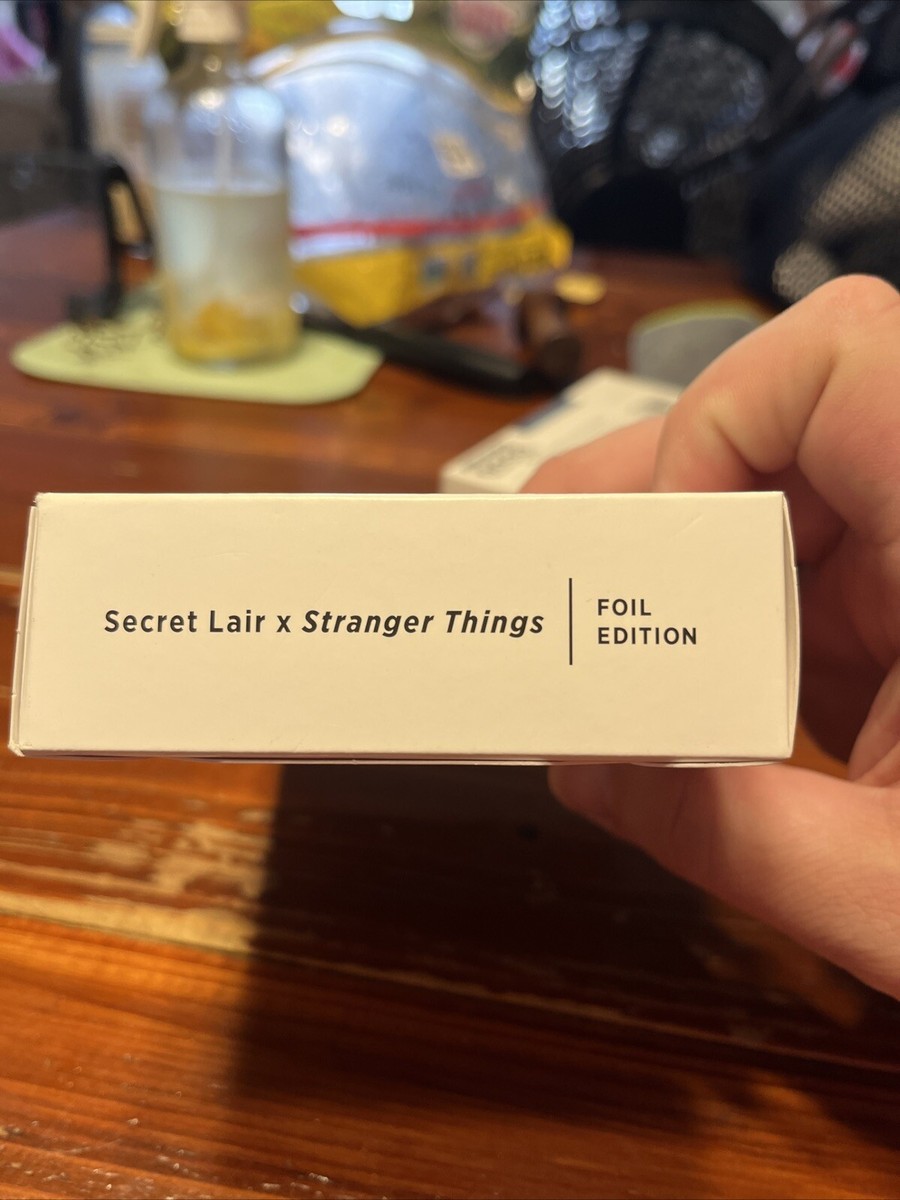 Secret Lair x Stranger Things
FOIL
EDITION